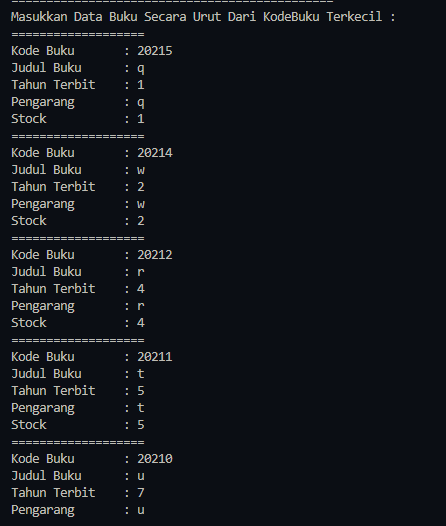 ================================================
Masukkan Data Buku Secara Urut Dari KodeBuku Terkecil :
===================
Kode Buku : 20215
Judul Buku : q
Tahun Terbit : 1
Pengarang : q
Stock : 1
===================
Kode Buku : 20214
Judul Buku : w
Tahun Terbit : 2
Pengarang : w
Stock : 2
===================
Kode Buku : 20212
Judul Buku : r
Tahun Terbit : 4
Pengarang : r
Stock : 4
===================
Kode Buku : 20211
Judul Buku : t
Tahun Terbit : 5
Pengarang : t
Stock : 5
===================
Kode Buku : 20210
Judul Buku : u
Tahun Terbit : 7
Pengarang : u